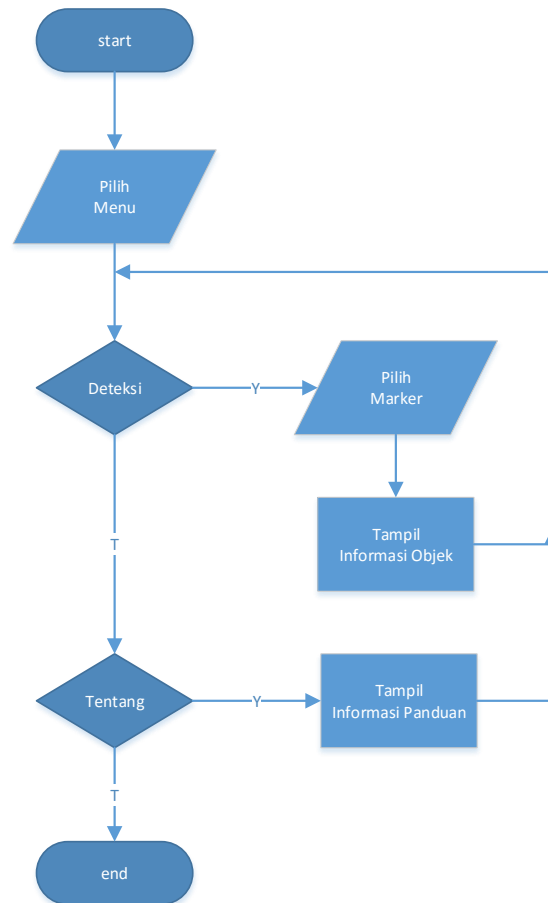 start
Pilih
Menu
Deteksi
Y
Pilih
Marker
Tampil
Informasi Objek
T
Tentang
Y
Tampil
Informasi Panduan
T
end